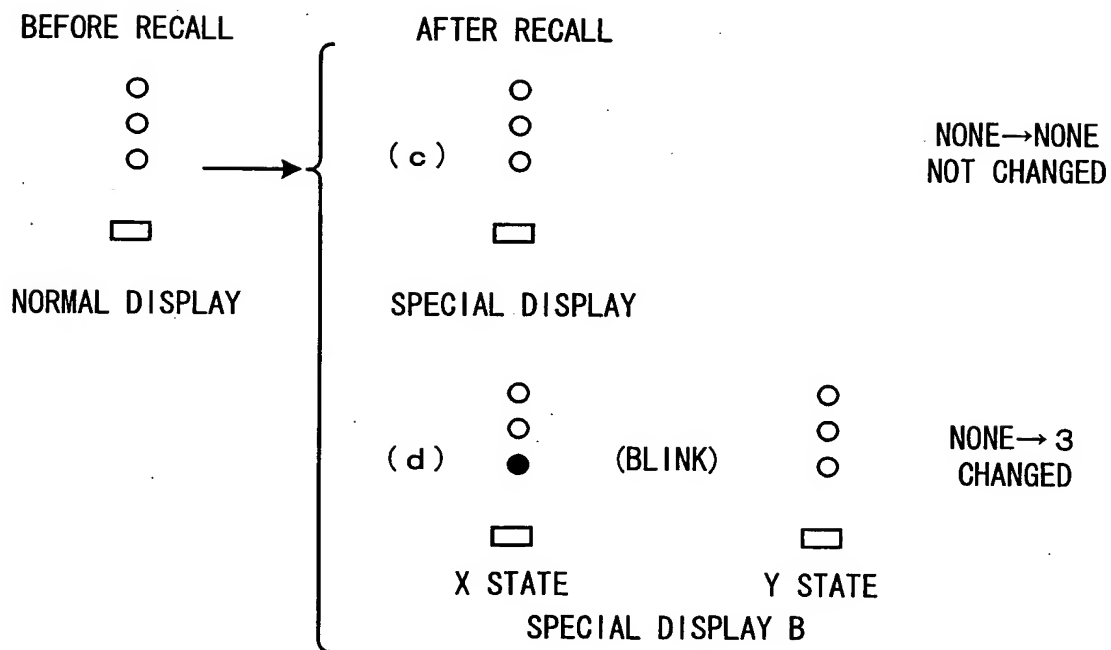 BEFORE RECALL
AFTER RECALL
(c)
NONE→NONE
NOT CHANGED
NORMAL DISPLAY
SPECIAL DISPLAY
(d)
(BLINK)
NONE→3
CHANGED
X STATE
Y STATE
SPECIAL DISPLAY B